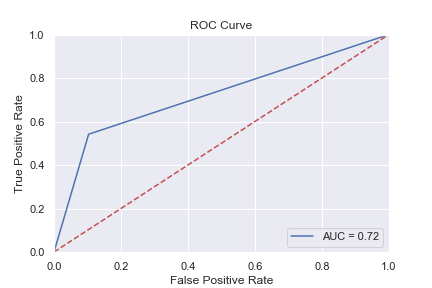 ROC Curve
True Positive Rate
1.0
0.8
0.6
0.4
0.2
0.0
AUC = 0.72
0.0 0.2 0.4 0.6 0.8 1.0
False Positive Rate